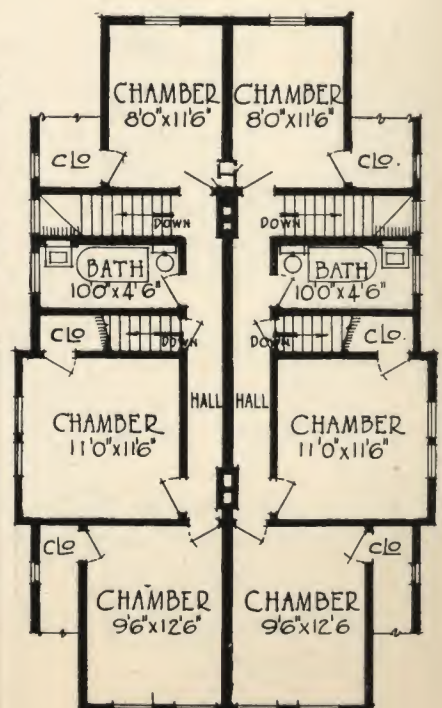 CHAMBER
8'0"x11'6"
CHAMBER
8'0"x11'6"
CLO
CLO.
DOWN
DOWN
BATH
10'0"x4'6"
BATH
10'0"x4'6"
CLO
CLO.
DOWN
DOWN
HALL
HALL
CHAMBER
11'0"x11'6"
CHAMBER
11'0"x11'6"
CLO
CLO
CHAMBER
9'6"x12'6"
CHAMBER
9'6"x12'6